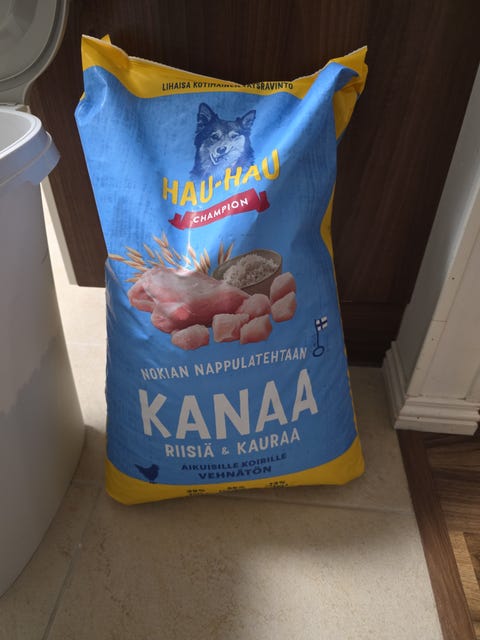 LIHAISA KOTIMAINEN TÄYSRAVINTO
HAU-HAU
CHAMPION
NOKIAN NAPPULATEHTAAN
KANAA
RIISIÄ & KAURAA
AIKUISILLE KOIRILLE
VEHNÄTÖN